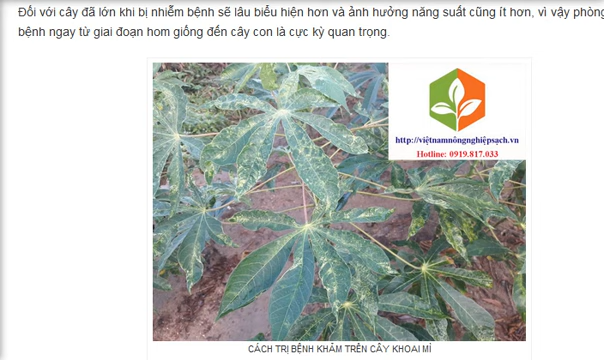 Đối với cây đã lớn khi bị nhiễm bệnh sẽ lâu biểu hiện hơn và ảnh hưởng năng suất cũng ít hơn, vì vậy phòng
bệnh ngay từ giai đoạn hom giống đến cây con là cực kỳ quan trọng.
http://việtnamnôngnghiệpsạch.vn
Hotline: 0919.817.033
CÁCH TRỊ BỆNH KHẢM TRÊN CÂY KHOAI MÌ